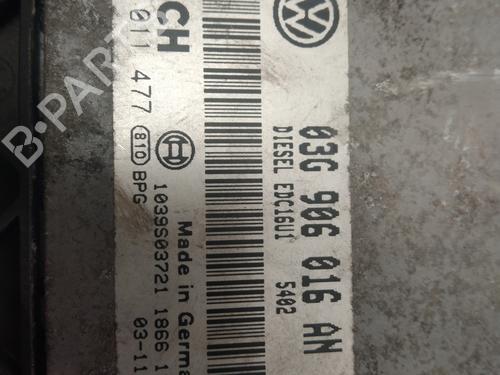 03G 906 016 AN
DIESEL EDC16U1
5402
CH
011 477
810
BPG
1039S03721 1866 1
Made in Germa
03-11
B-PARTS